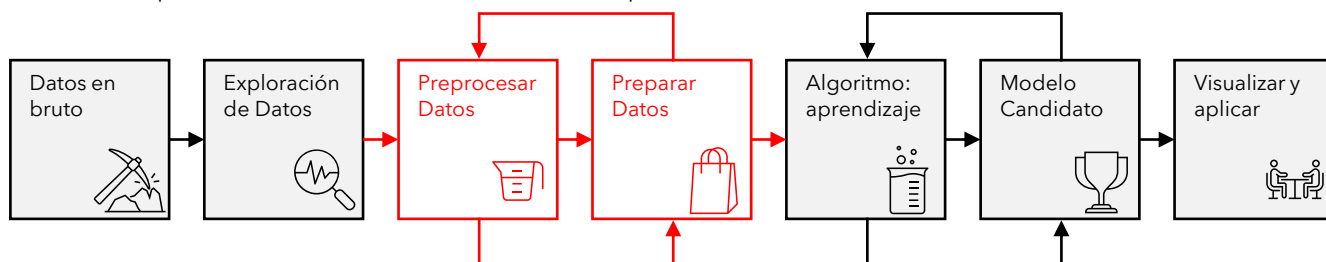 Datos en
bruto
Exploración
de Datos
Preprocesar
Datos
Preparar
Datos
Algoritmo:
aprendizaje
Modelo
Candidato
Visualizar y
aplicar